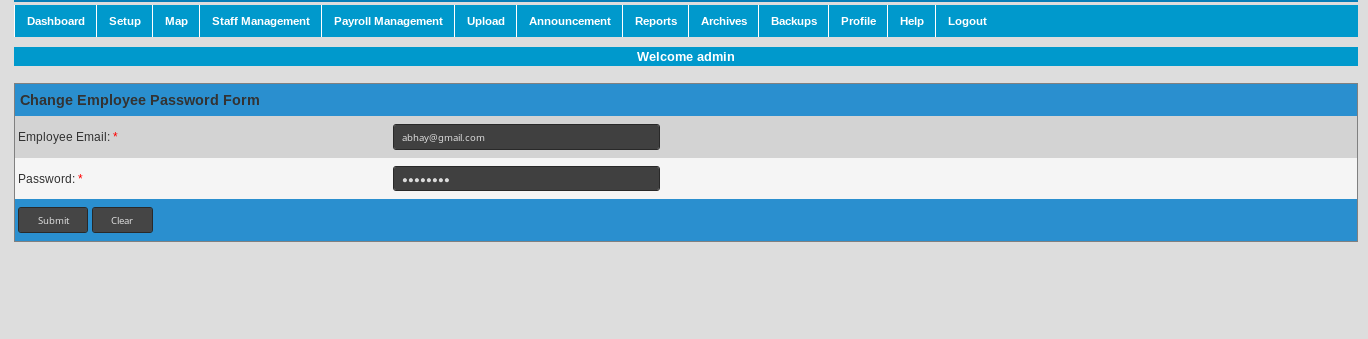 Dashboard Setup Map Staff Management Payroll Management Upload Announcement Reports Archives Backups Profile Help Logout
Welcome admin
Change Employee Password Form
Employee Email: * abhay@gmail.com
Password: * ●●●●●●●●
Submit Clear